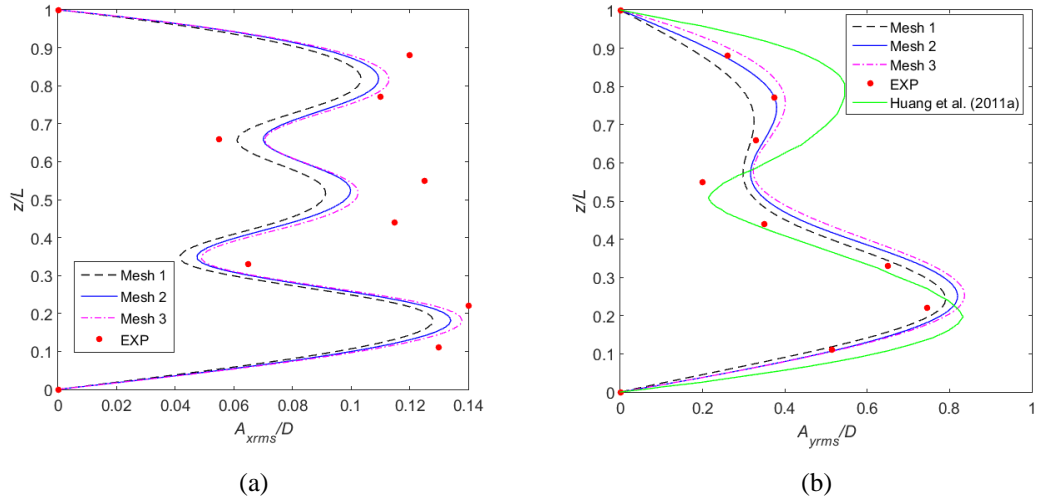 1
0.9
0.8
0.7
0.6
0.5
0.4
0.3
0.2
0.1
0
z/L
Mesh 1
Mesh 2
Mesh 3
EXP
0 0.02 0.04 0.06 0.08 0.1 0.12 0.14
A_xrms/D
(a)
1
0.9
0.8
0.7
0.6
0.5
0.4
0.3
0.2
0.1
0
z/L
Mesh 1
Mesh 2
Mesh 3
EXP
Huang et al. (2011a)
0 0.2 0.4 0.6 0.8 1
A_yrms/D
(b)